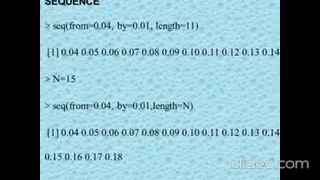 SEQUENCE
> seq(from=0.04, by=0.01, length=11)
[1] 0.04 0.05 0.06 0.07 0.08 0.09 0.10 0.11 0.12 0.13 0.14
> N=15
> seq(from=0.04, by=0.01,length=N)
[1] 0.04 0.05 0.06 0.07 0.08 0.09 0.10 0.11 0.12 0.13 0.14
0.15 0.16 0.17 0.18
clideo.com